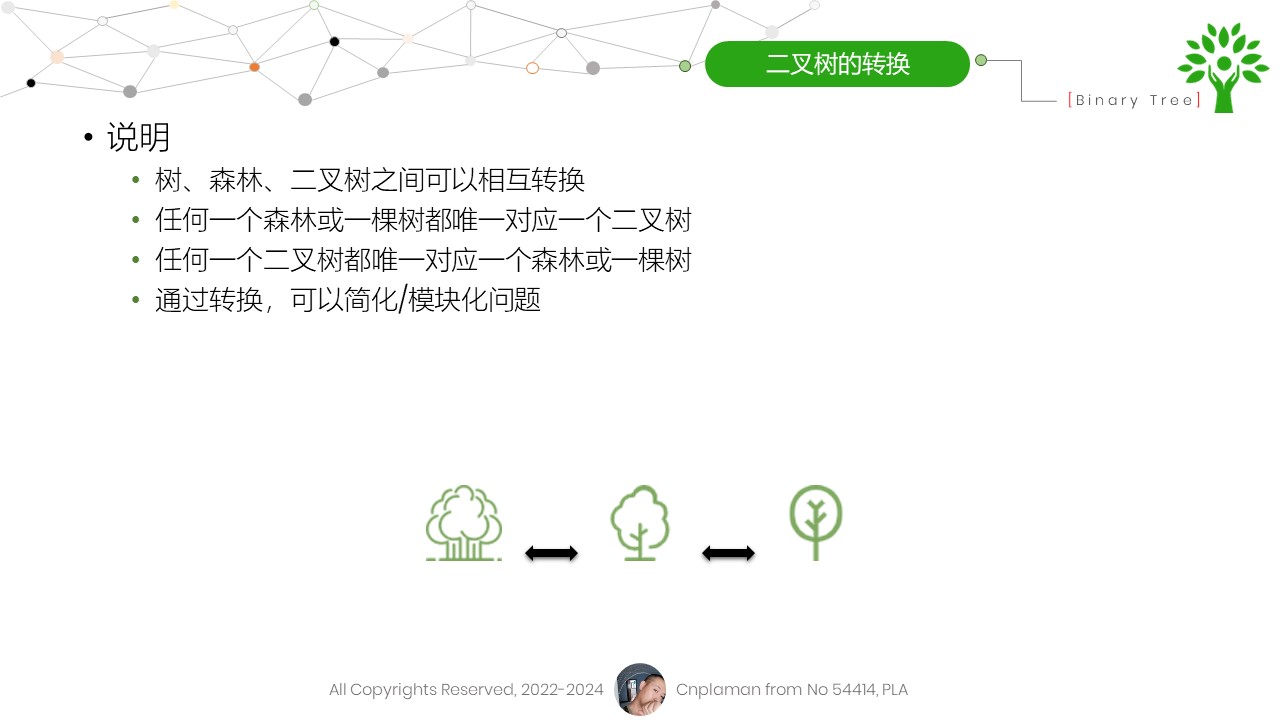 二叉树的转换
[Binary Tree]
• 说明
• 树、森林、二叉树之间可以相互转换
• 任何一个森林或一棵树都唯一对应一个二叉树
• 任何一个二叉树都唯一对应一个森林或一棵树
• 通过转换，可以简化/模块化问题
All Copyrights Reserved, 2022-2024 Cnplaman from No 54414, PLA